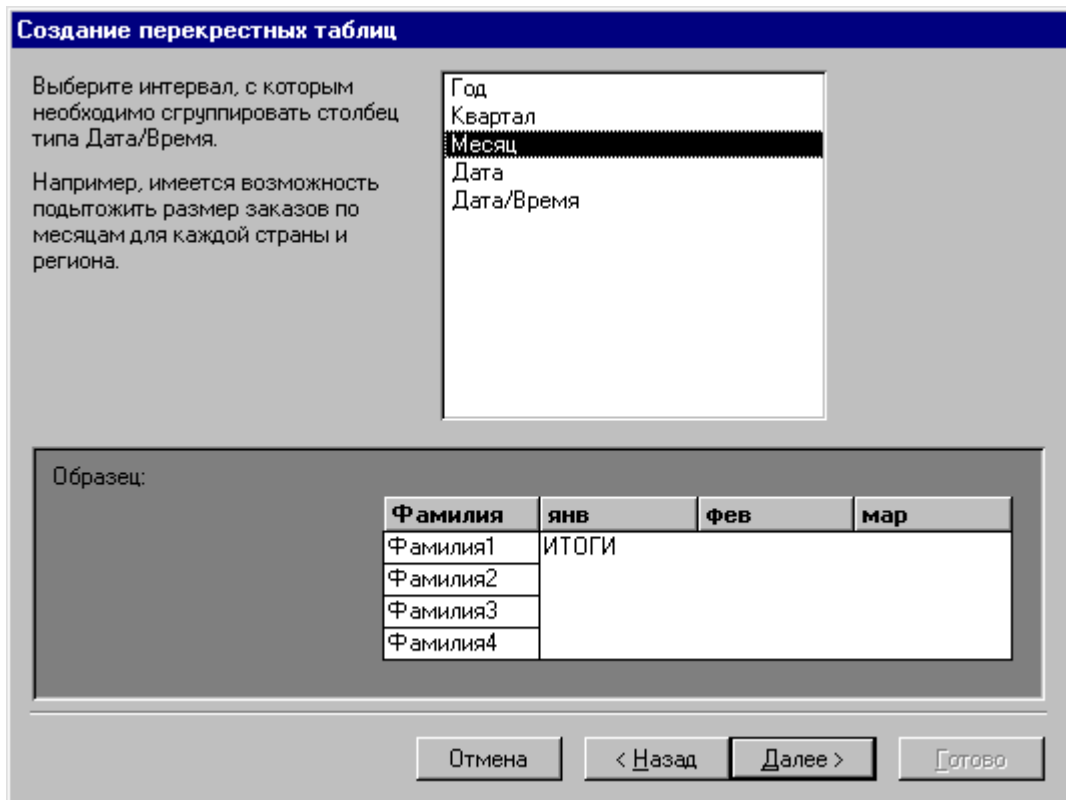 Создание перекрестных таблиц
Выберите интервал, с которым
необходимо сгруппировать столбец
типа Дата/Время.
Например, имеется возможность
подытожить размер заказов по
месяцам для каждой страны и
региона.
Год
Квартал
Месяц
Дата
Дата/Время
Образец:
Фамилия янв фев мар
Фамилия1 ИТОГИ
Фамилия2
Фамилия3
Фамилия4
Отмена < Назад Далее > Готово